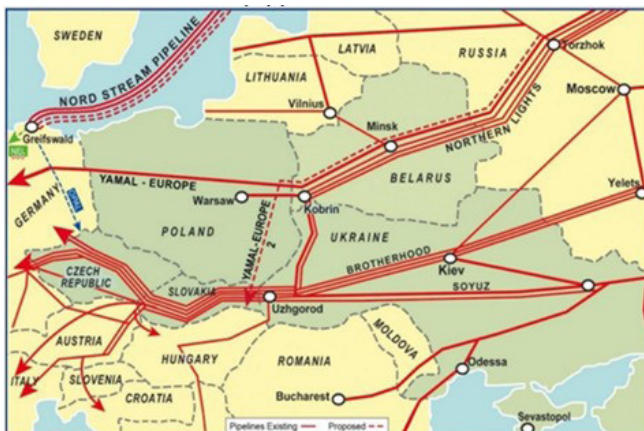 SWEDEN
NORD STREAM PIPELINE
LATVIA
RUSSIA
Torzhok
LITHUANIA
Vilnius
Moscow
Greifswald
NEL
Minsk
NORTHERN LIGHTS
OPAL
GERMANY
YAMAL - EUROPE
Warsaw
Kobrin
BELARUS
Yelets
POLAND
YAMAL-EUROPE
2
UKRAINE
BROTHERHOOD
Kiev
CZECH
REPUBLIC
SLOVAKIA
Uzhgorod
SOYUZ
AUSTRIA
HUNGARY
ROMANIA
MOLDOVA
ITALY
SLOVENIA
CROATIA
Bucharest
Odessa
Sevastopol
Pipelines Existing
Proposed